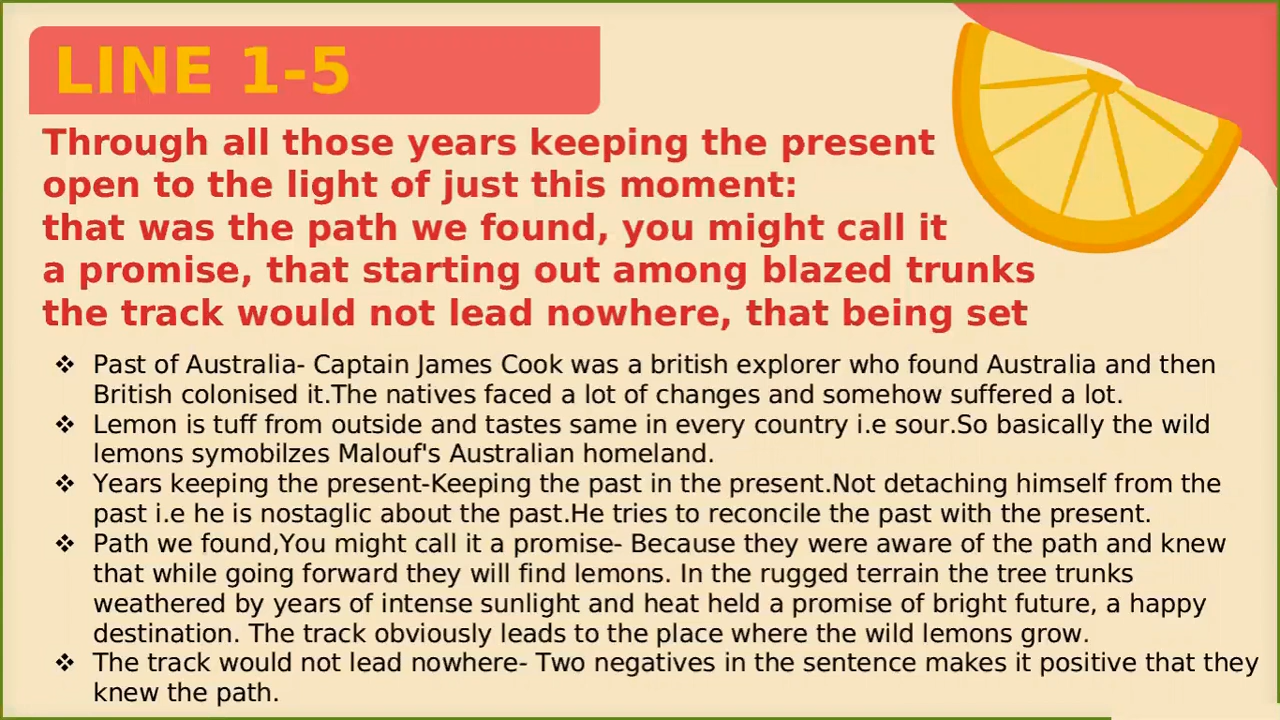 LINE 1-5
Through all those years keeping the present
open to the light of just this moment:
that was the path we found, you might call it
a promise, that starting out among blazed trunks
the track would not lead nowhere, that being set
❖ Past of Australia- Captain James Cook was a british explorer who found Australia and then
British colonised it.The natives faced a lot of changes and somehow suffered a lot.
❖ Lemon is tuff from outside and tastes same in every country i.e sour.So basically the wild
lemons symobilzes Malouf's Australian homeland.
❖ Years keeping the present-Keeping the past in the present.Not detaching himself from the
past i.e he is nostaglic about the past.He tries to reconcile the past with the present.
❖ Path we found,You might call it a promise- Because they were aware of the path and knew
that while going forward they will find lemons. In the rugged terrain the tree trunks
weathered by years of intense sunlight and heat held a promise of bright future, a happy
destination. The track obviously leads to the place where the wild lemons grow.
❖ The track would not lead nowhere- Two negatives in the sentence makes it positive that they
knew the path.